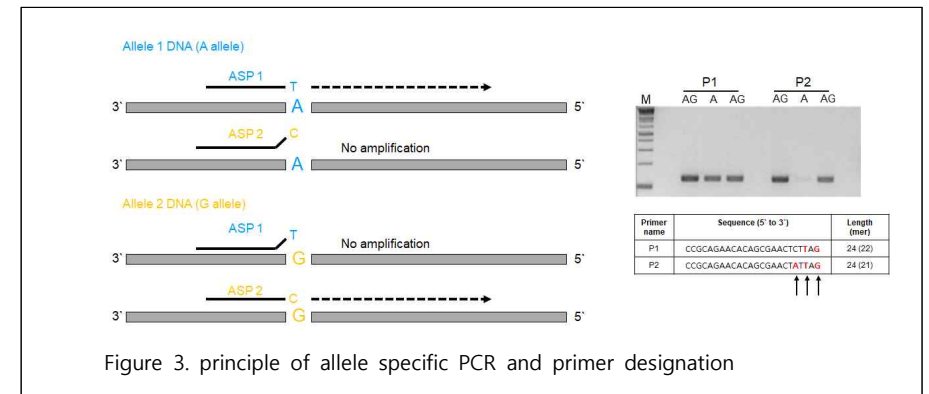 Allele 1 DNA (A allele)
ASP 1
T
3` A 5`
ASP 2 C
No amplification
3` A 5`
Allele 2 DNA (G allele)
ASP 1
T
No amplification
3` G 5`
ASP 2 C
3` G 5`
P1 P2
M AG A AG AG A AG
Primer name Sequence (5` to 3`) Length (mer)
P1 CCGCAGAACACAGCGAACTCTTAG 24 (22)
P2 CCGCAGAACACAGCGAACTATTAG 24 (21)
Figure 3. principle of allele specific PCR and primer designation